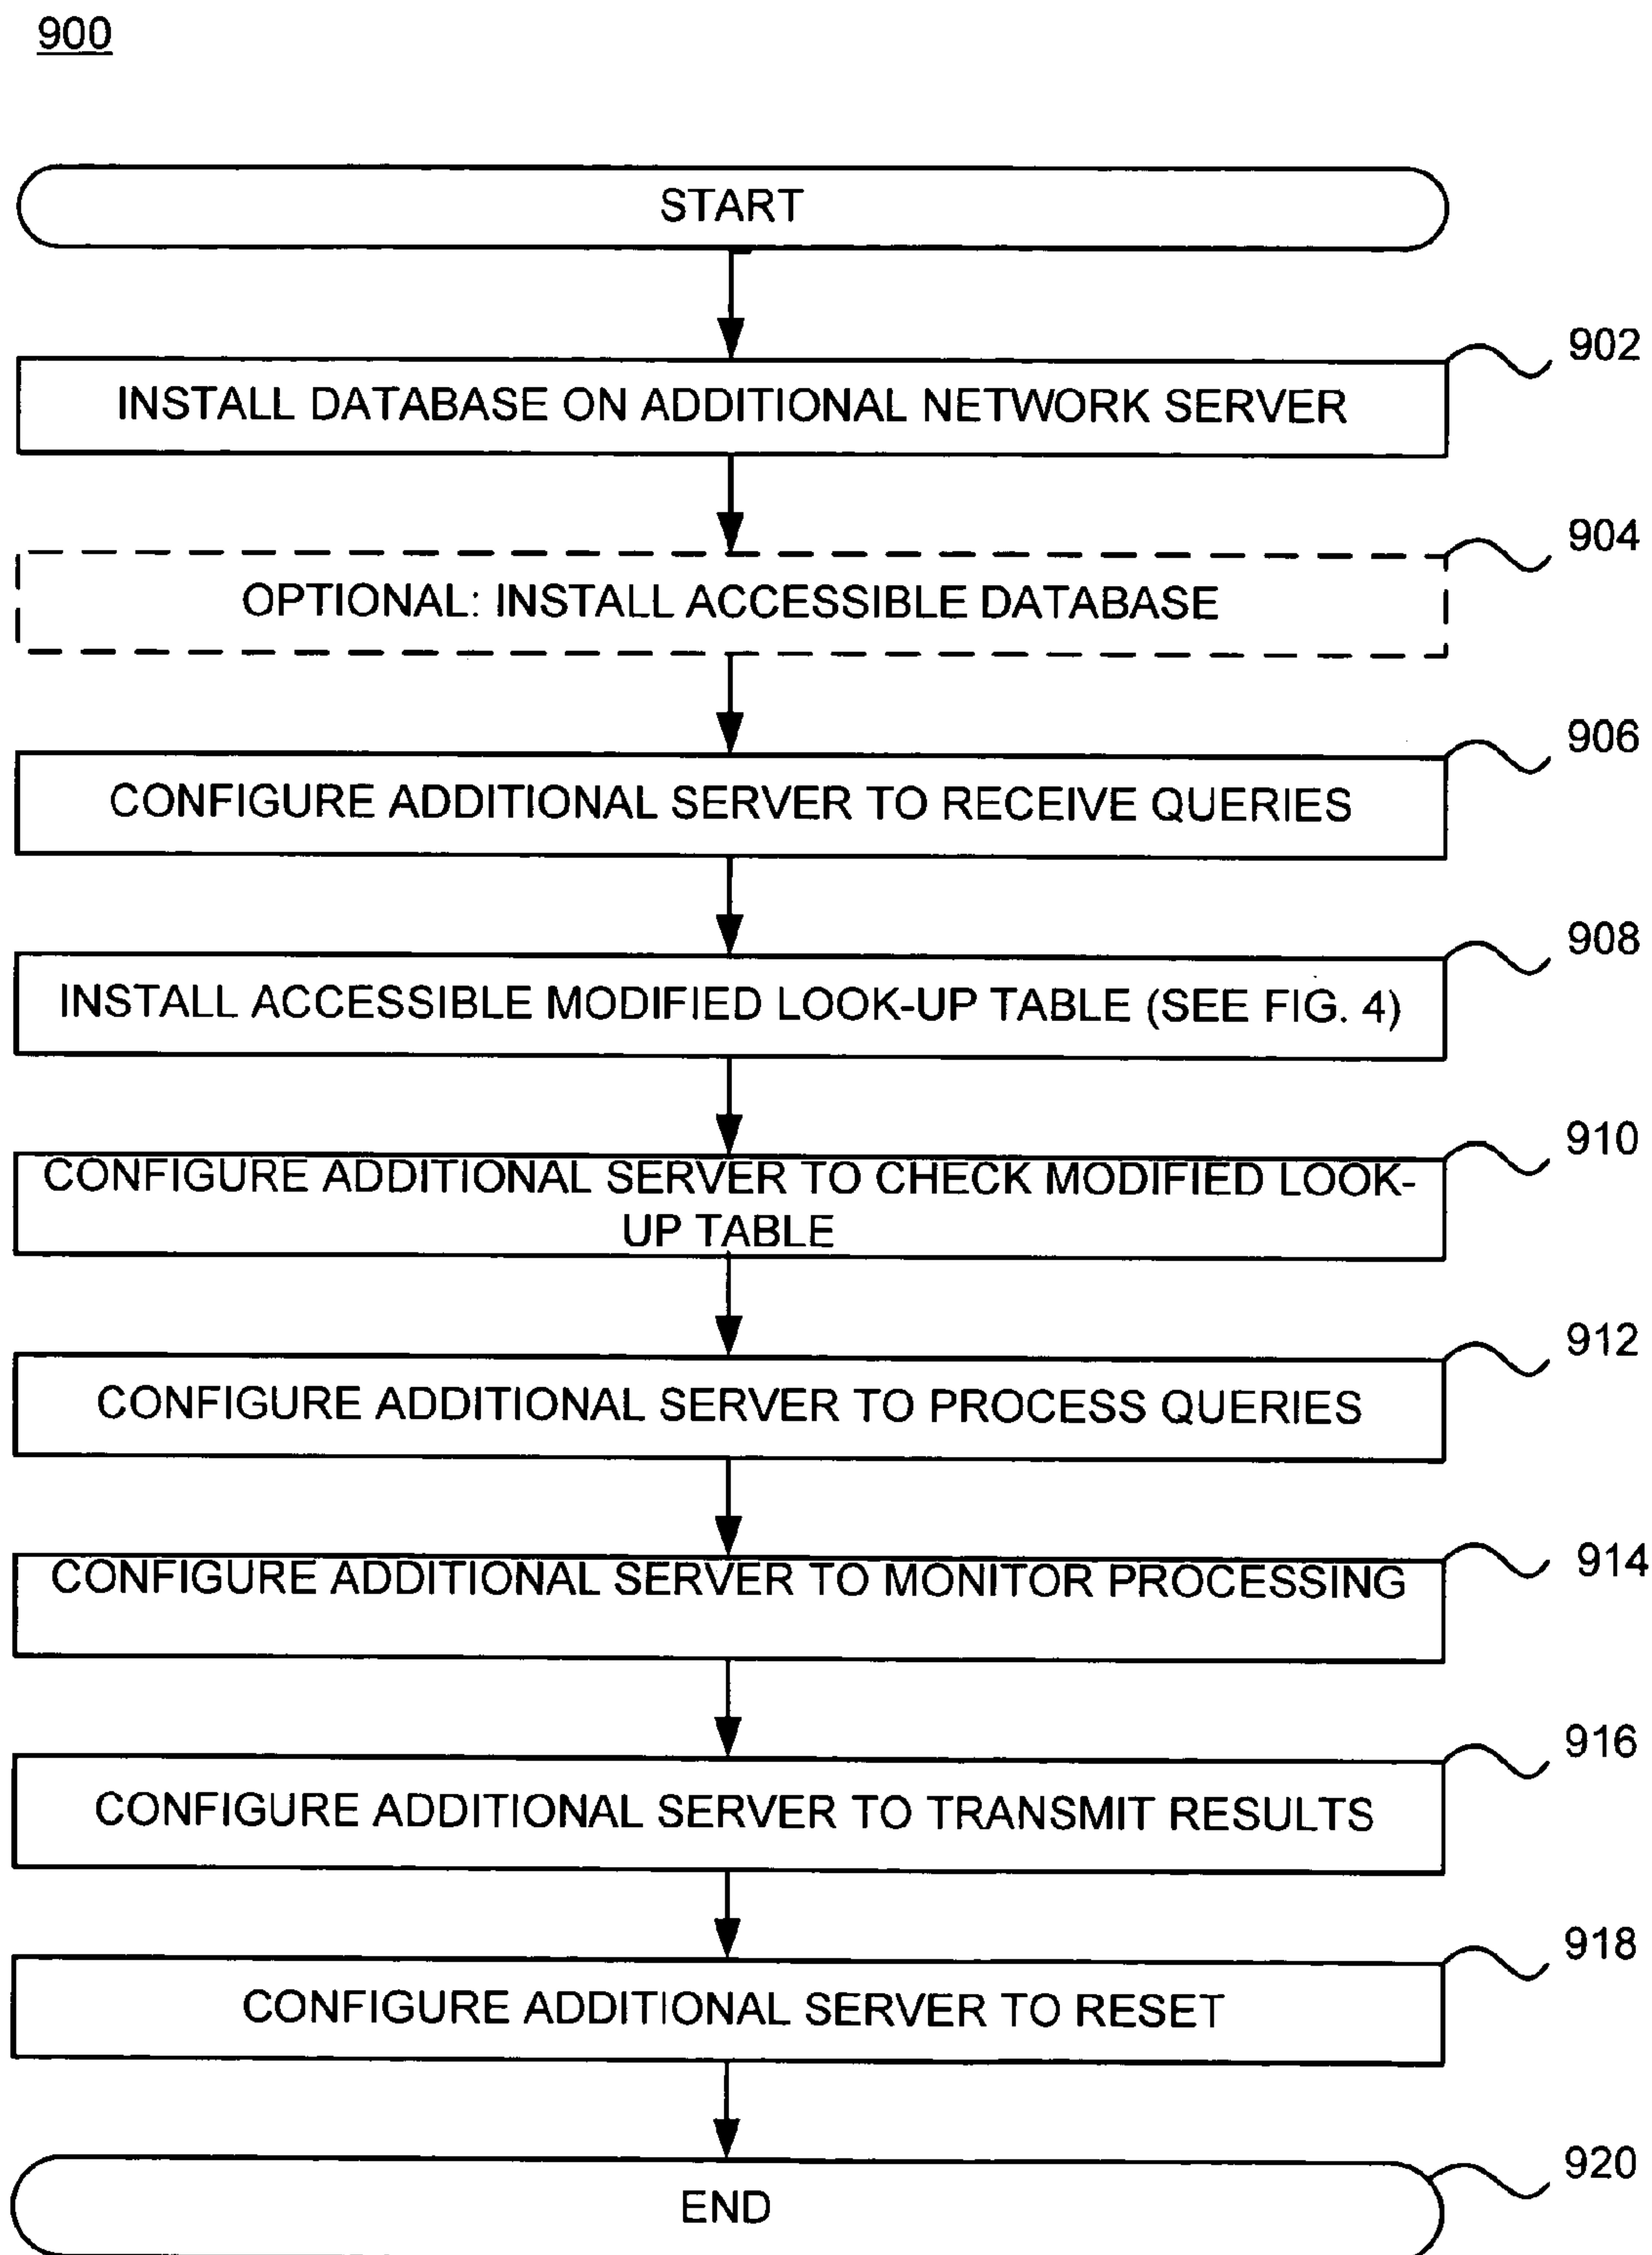 900
START
902
INSTALL DATABASE ON ADDITIONAL NETWORK SERVER
904
OPTIONAL: INSTALL ACCESSIBLE DATABASE
906
CONFIGURE ADDITIONAL SERVER TO RECEIVE QUERIES
908
INSTALL ACCESSIBLE MODIFIED LOOK-UP TABLE (SEE FIG. 4)
910
CONFIGURE ADDITIONAL SERVER TO CHECK MODIFIED LOOK-
UP TABLE
912
CONFIGURE ADDITIONAL SERVER TO PROCESS QUERIES
914
CONFIGURE ADDITIONAL SERVER TO MONITOR PROCESSING
916
CONFIGURE ADDITIONAL SERVER TO TRANSMIT RESULTS
918
CONFIGURE ADDITIONAL SERVER TO RESET
920
END